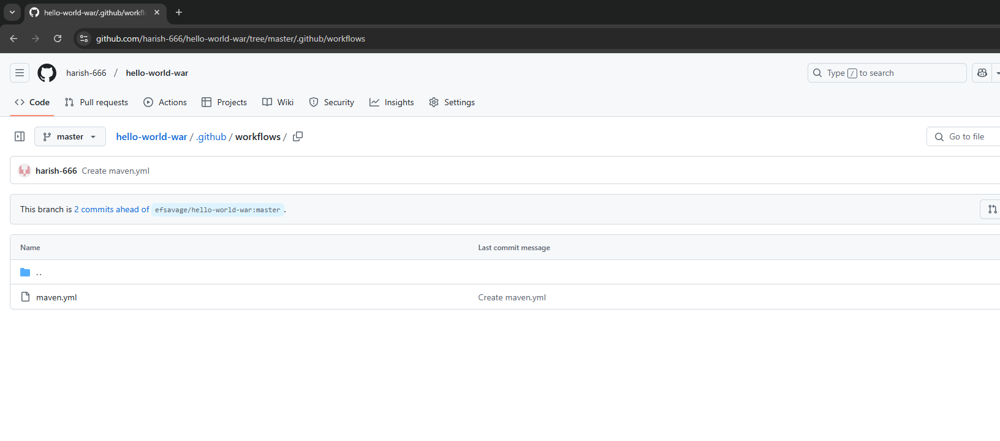 hello-world-war/.github/workfl
github.com/harish-666/hello-world-war/tree/master/.github/workflows
harish-666 / hello-world-war
Type / to search
Code Pull requests Actions Projects Wiki Security Insights Settings
master hello-world-war / .github / workflows /
Go to file
harish-666 Create maven.yml
This branch is 2 commits ahead of efsavage/hello-world-war:master .
Name Last commit message
..
maven.yml Create maven.yml